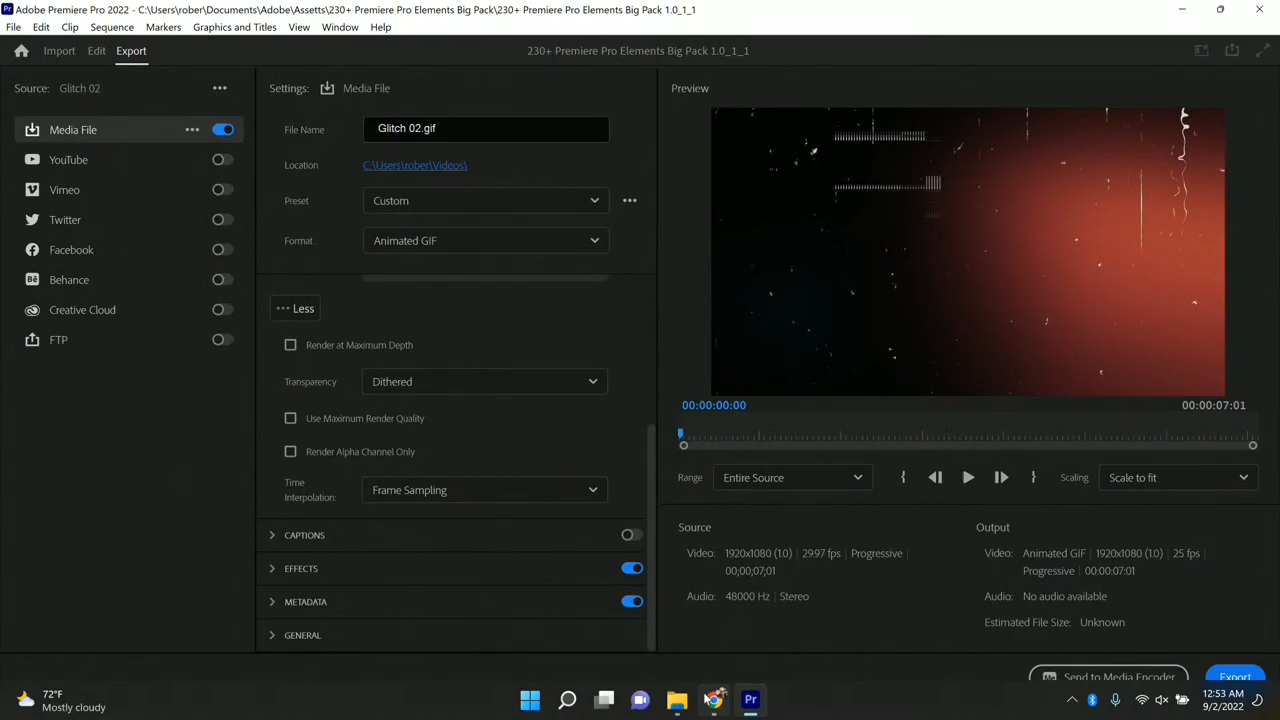 Pr Adobe Premiere Pro 2022 - C:\Users\rober\Documents\Adobe\Assetts\230+ Premiere Pro Elements Big Pack\230+ Premiere Pro Elements Big Pack 1.0_1_1
File Edit Clip Sequence Markers Graphics and Titles View Window Help
Import Edit Export 230+ Premiere Pro Elements Big Pack 1.0_1_1
Source: Glitch 02
Media File
YouTube
Vimeo
Twitter
Facebook
Bē Behance
Creative Cloud
FTP
Settings: Media File
File Name Glitch 02.gif
Location C:\Users\rober\Videos\
Preset Custom
Format Animated GIF
Less
Render at Maximum Depth
Transparency Dithered
Use Maximum Render Quality
Render Alpha Channel Only
Time Interpolation: Frame Sampling
CAPTIONS
EFFECTS
METADATA
GENERAL
Preview
00:00:00:00 00:00:07:01
Range Entire Source Scaling Scale to fit
Source
Video: 1920x1080 (1.0) | 29.97 fps | Progressive
00;00;07;01
Audio: 48000 Hz | Stereo
Output
Video: Animated GIF | 1920x1080 (1.0) | 25 fps
Progressive | 00:00:07:01
Audio: No audio available
Estimated File Size: Unknown
Send to Media Encoder Export
72°F
Mostly cloudy
Pr
12:53 AM
9/2/2022